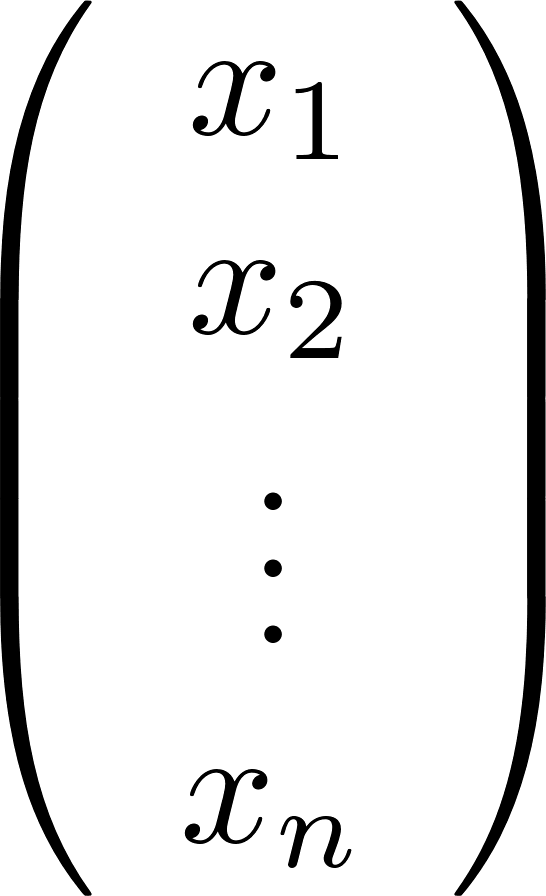 x₁
x₂
⋮
xₙ